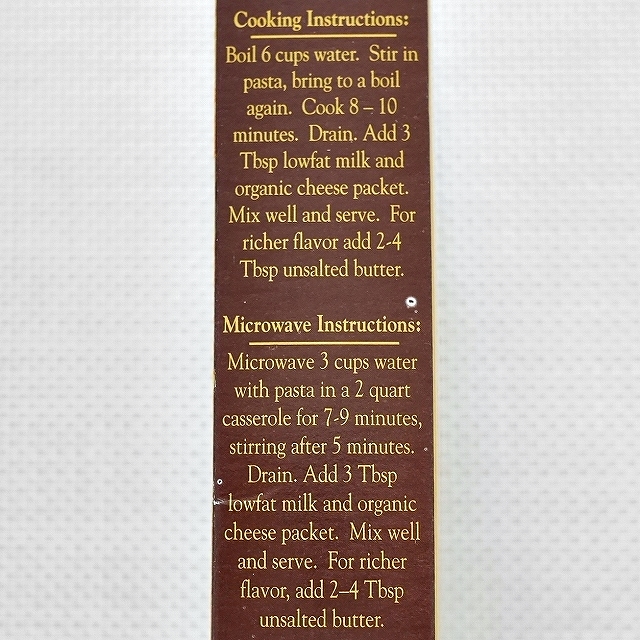 Cooking Instructions:
Boil 6 cups water. Stir in
pasta, bring to a boil
again. Cook 8 – 10
minutes. Drain. Add 3
Tbsp lowfat milk and
organic cheese packet.
Mix well and serve. For
richer flavor add 2-4
Tbsp unsalted butter.
Microwave Instructions:
Microwave 3 cups water
with pasta in a 2 quart
casserole for 7-9 minutes,
stirring after 5 minutes.
Drain. Add 3 Tbsp
lowfat milk and organic
cheese packet. Mix well
and serve. For richer
flavor, add 2–4 Tbsp
unsalted butter.